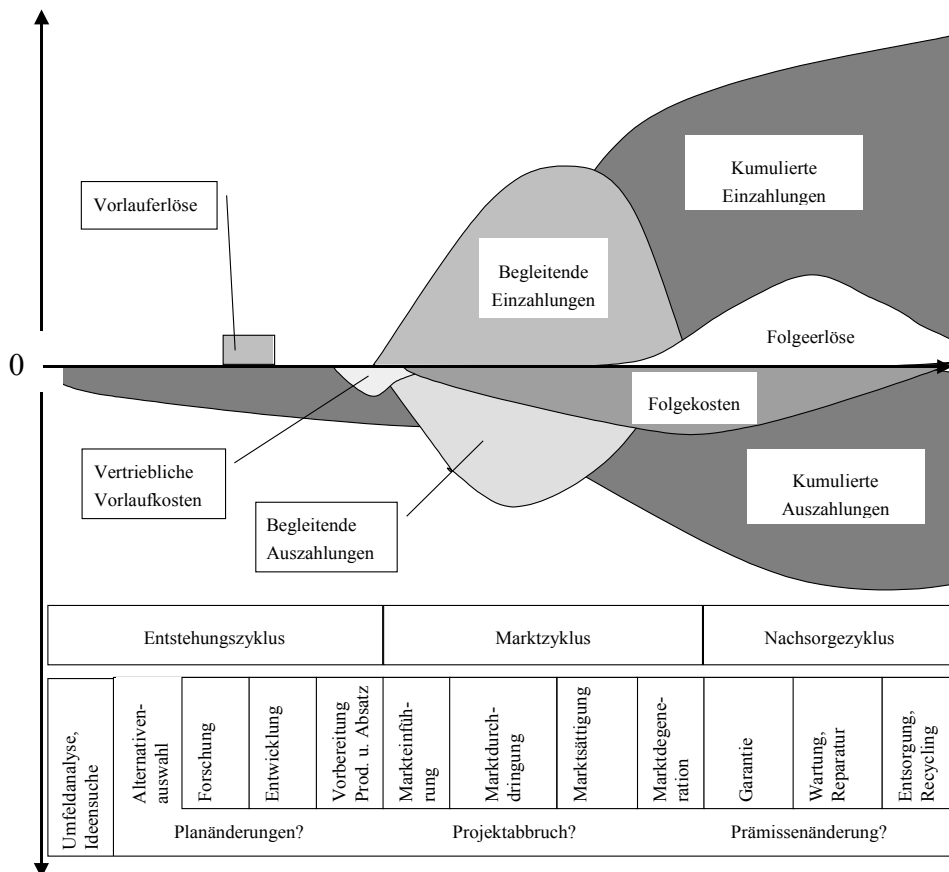 Kumulierte
Einzahlungen
Vorlauferlöse
Begleitende
Einzahlungen
Folgeerlöse
0
Folgekosten
Vertriebliche
Vorlaufkosten
Kumulierte
Auszahlungen
Begleitende
Auszahlungen
Entstehungszyklus
Marktzyklus
Nachsorgezyklus
Umfeldanalyse,
Ideensuche
Alternativen-
auswahl
Forschung
Entwicklung
Vorbereitung
Prod. u. Absatz
Markteinfüh-
rung
Marktdurch-
dringung
Marktsättigung
Marktdegene-
ration
Garantie
Wartung,
Reparatur
Entsorgung,
Recycling
Planänderungen?
Projektabbruch?
Prämissenänderung?